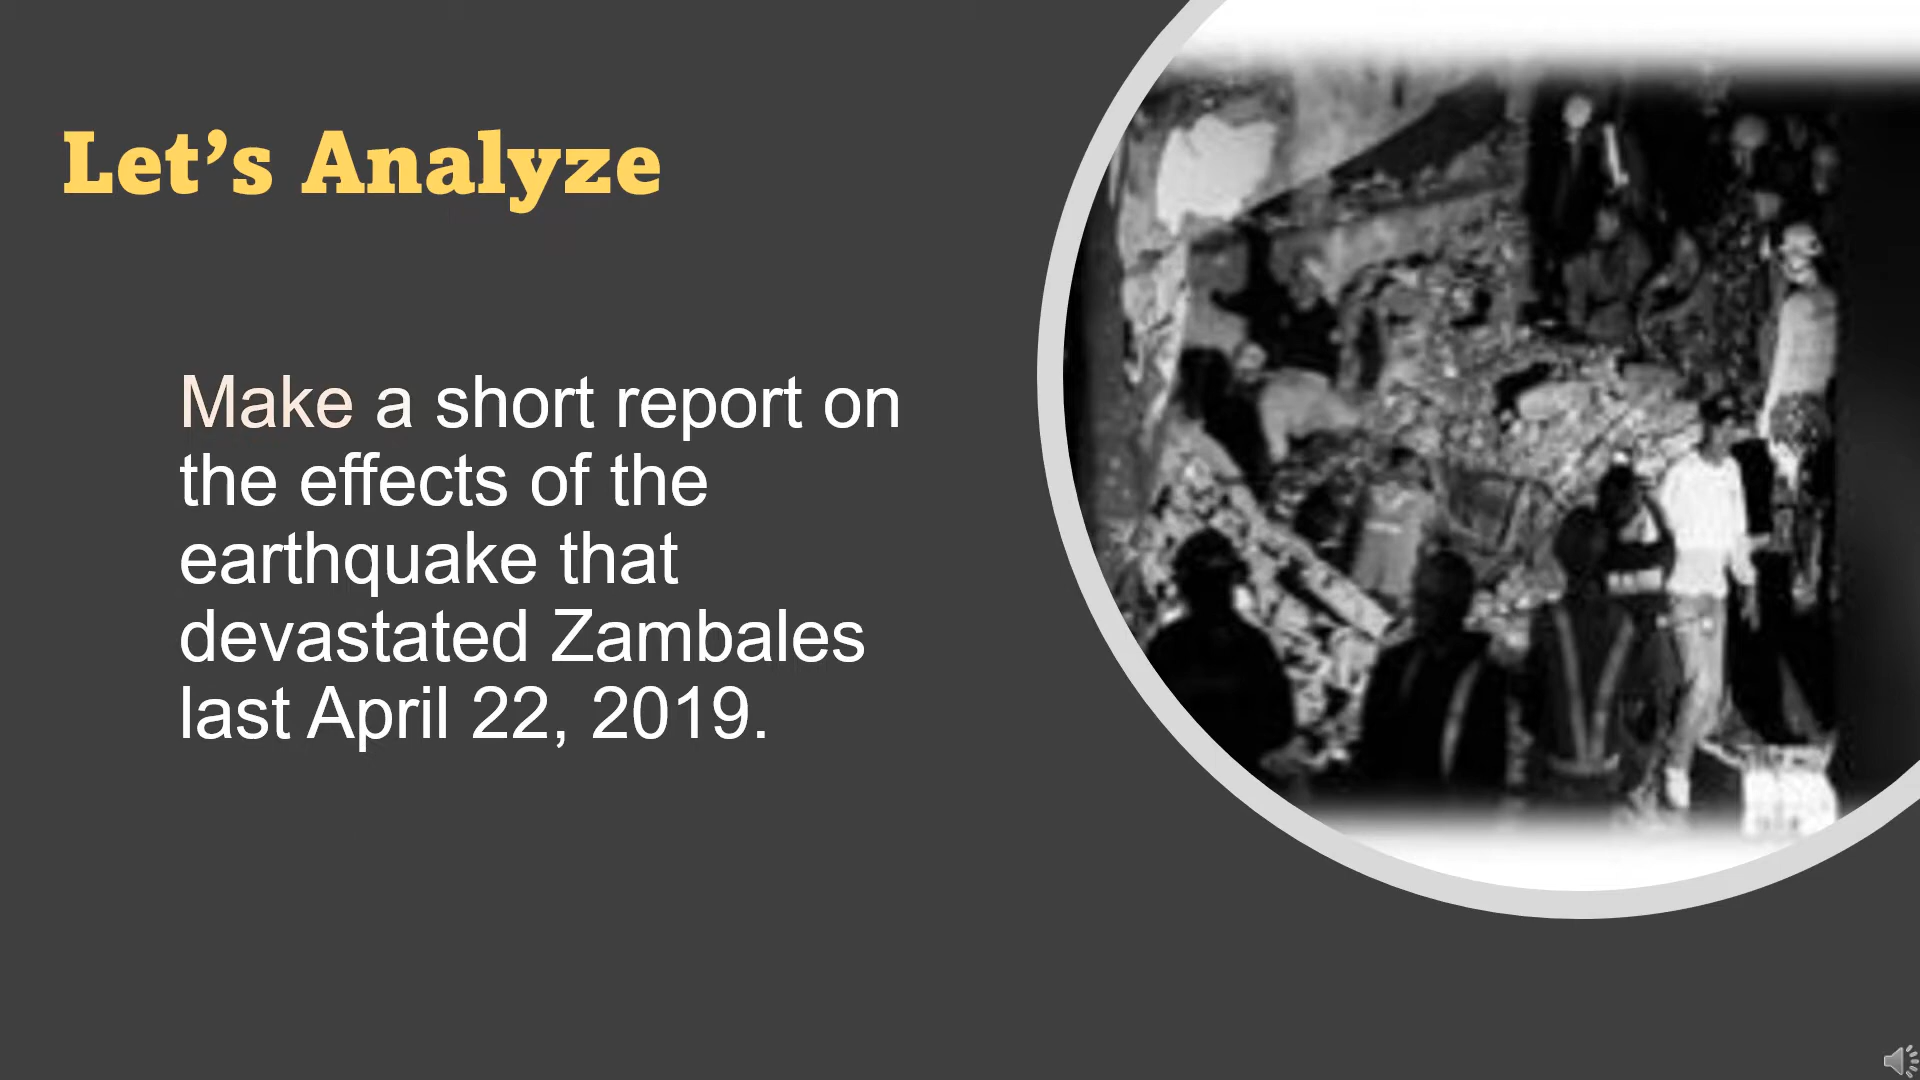 Let’s Analyze
Make a short report on
the effects of the
earthquake that
devastated Zambales
last April 22, 2019.